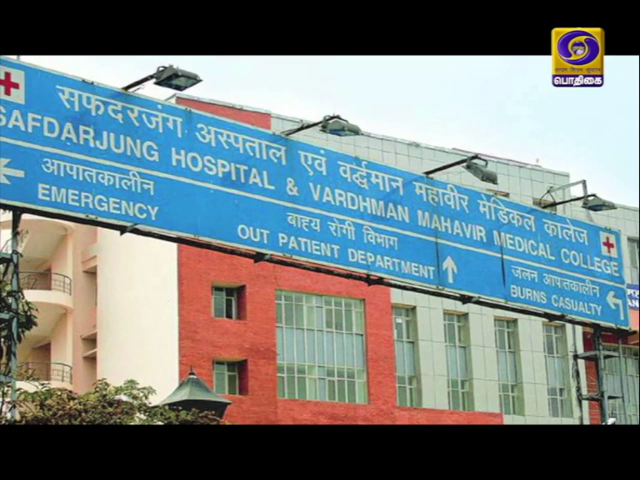 பொதிகை
सफदरजंग अस्पताल एवं वर्द्धमान महावीर मेडिकल कालेज
SAFDARJUNG HOSPITAL & VARDHMAN MAHAVIR MEDICAL COLLEGE
आपातकालीन
EMERGENCY
बाह्य रोगी विभाग
OUT PATIENT DEPARTMENT
जलन आपातकालीन
BURNS CASUALTY